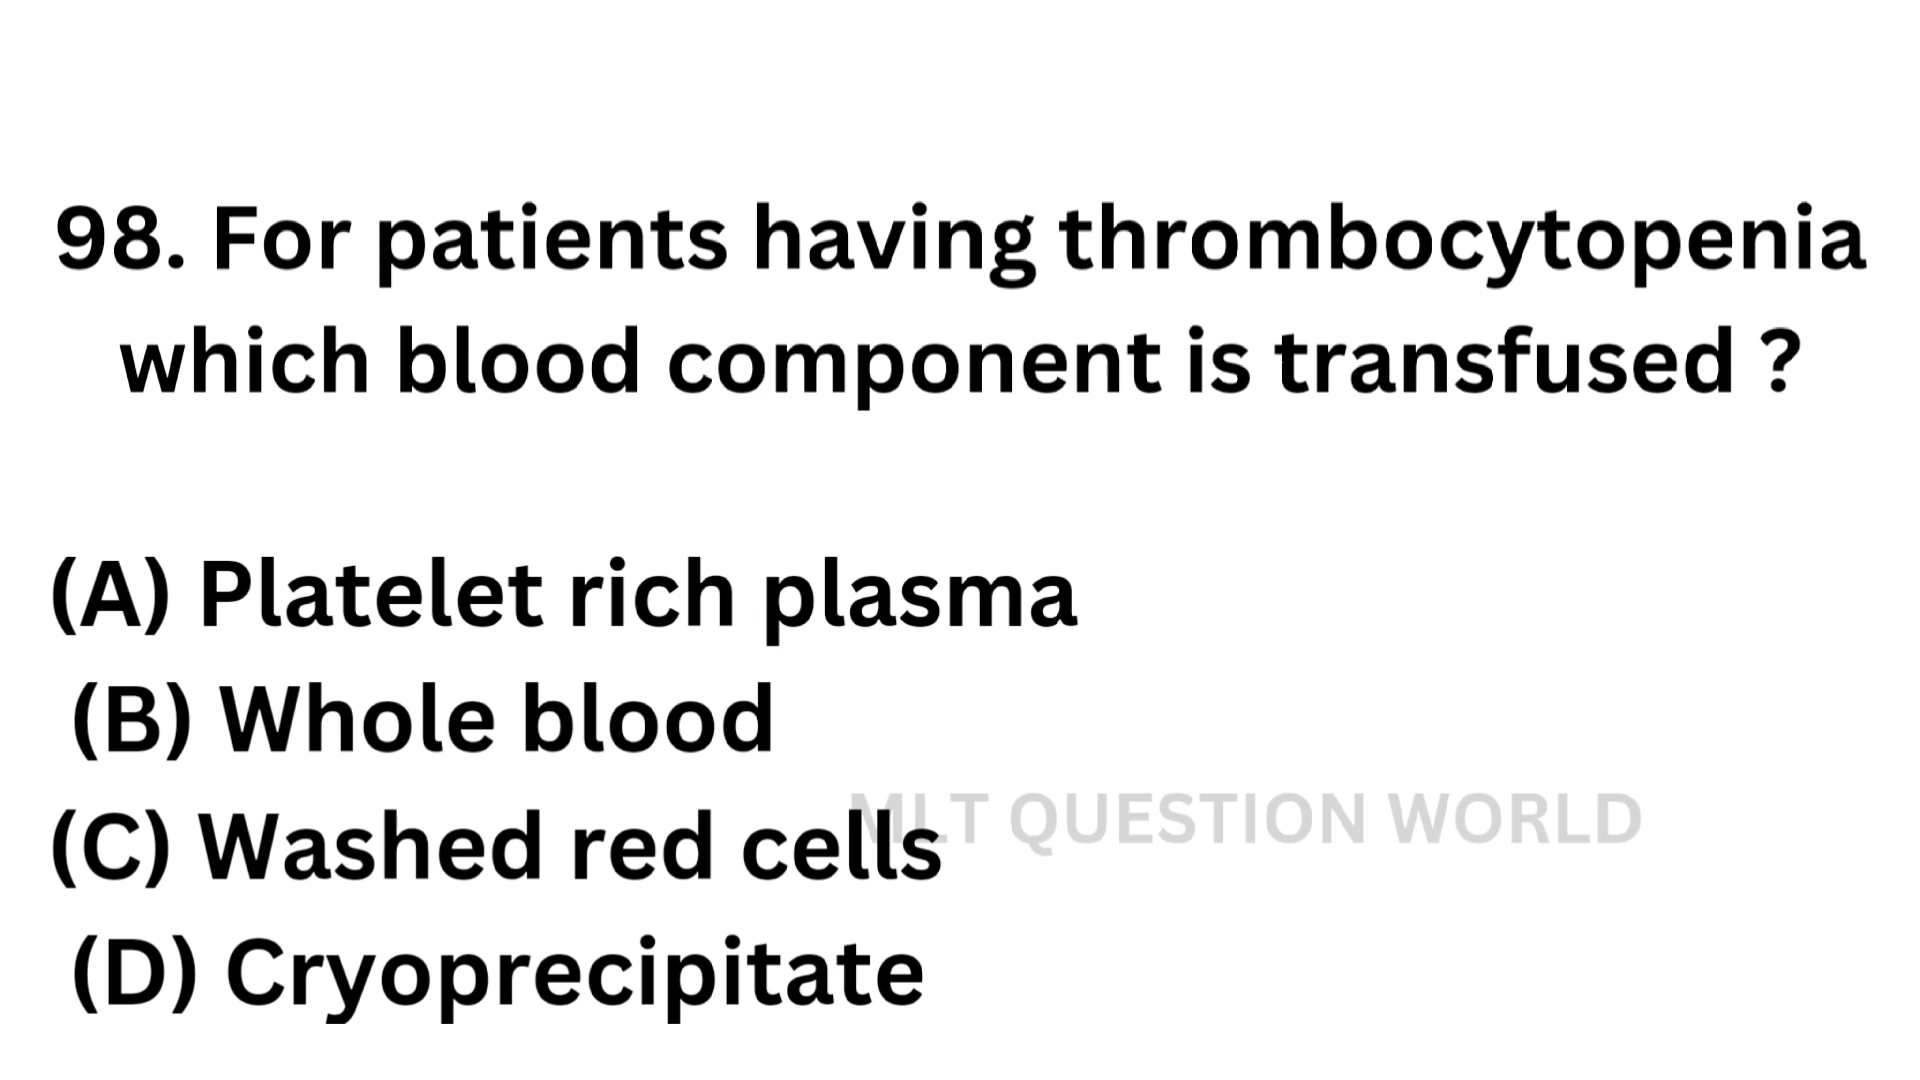 98. For patients having thrombocytopenia
which blood component is transfused ?
(A) Platelet rich plasma
(B) Whole blood
MLT QUESTION WORLD
(C) Washed red cells
(D) Cryoprecipitate